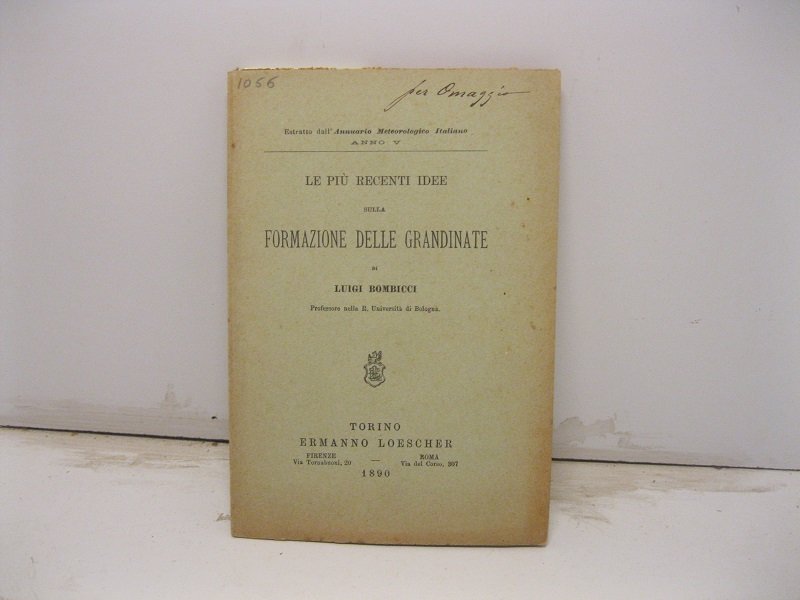 1056
per Omaggio
Estratto dall'Annuario Meteorologico Italiano
ANNO V
LE PIÙ RECENTI IDEE
SULLA
FORMAZIONE DELLE GRANDINATE
DI
LUIGI BOMBICCI
Professore nella R. Università di Bologna.
TORINO
ERMANNO LOESCHER
FIRENZE ROMA
Via Tornabuoni, 20 — Via del Corso, 307
1890